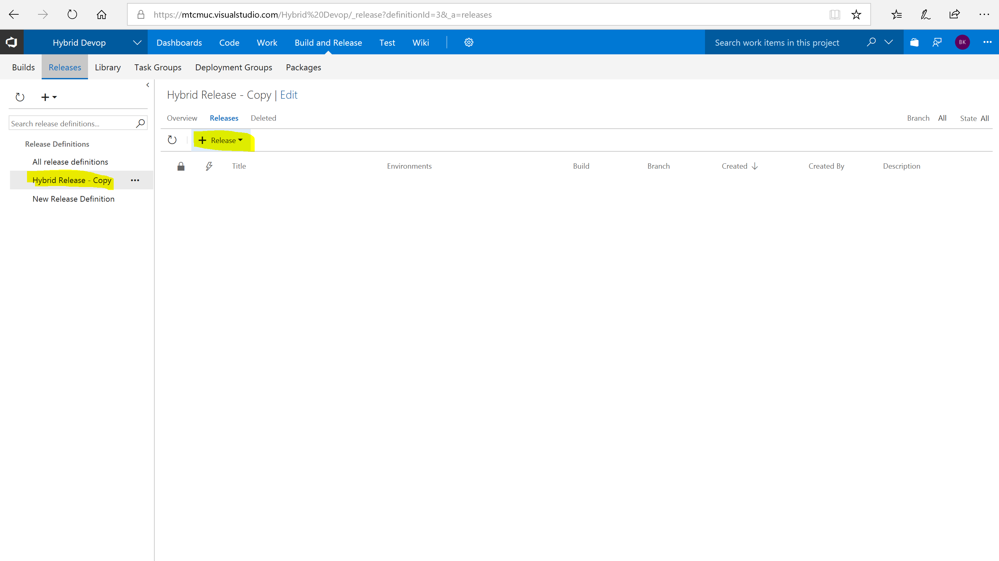 https://mtcmuc.visualstudio.com/Hybrid%20Devop/_release?definitionId=3&_a=releases
Hybrid Devop Dashboards Code Work Build and Release Test Wiki Search work items in this project BK
Builds Releases Library Task Groups Deployment Groups Packages
Hybrid Release - Copy | Edit
Overview Releases Deleted Branch All State All
Search release definitions...
+ Release
Release Definitions
All release definitions
Hybrid Release - Copy ...
New Release Definition
Title Environments Build Branch Created Created By Description